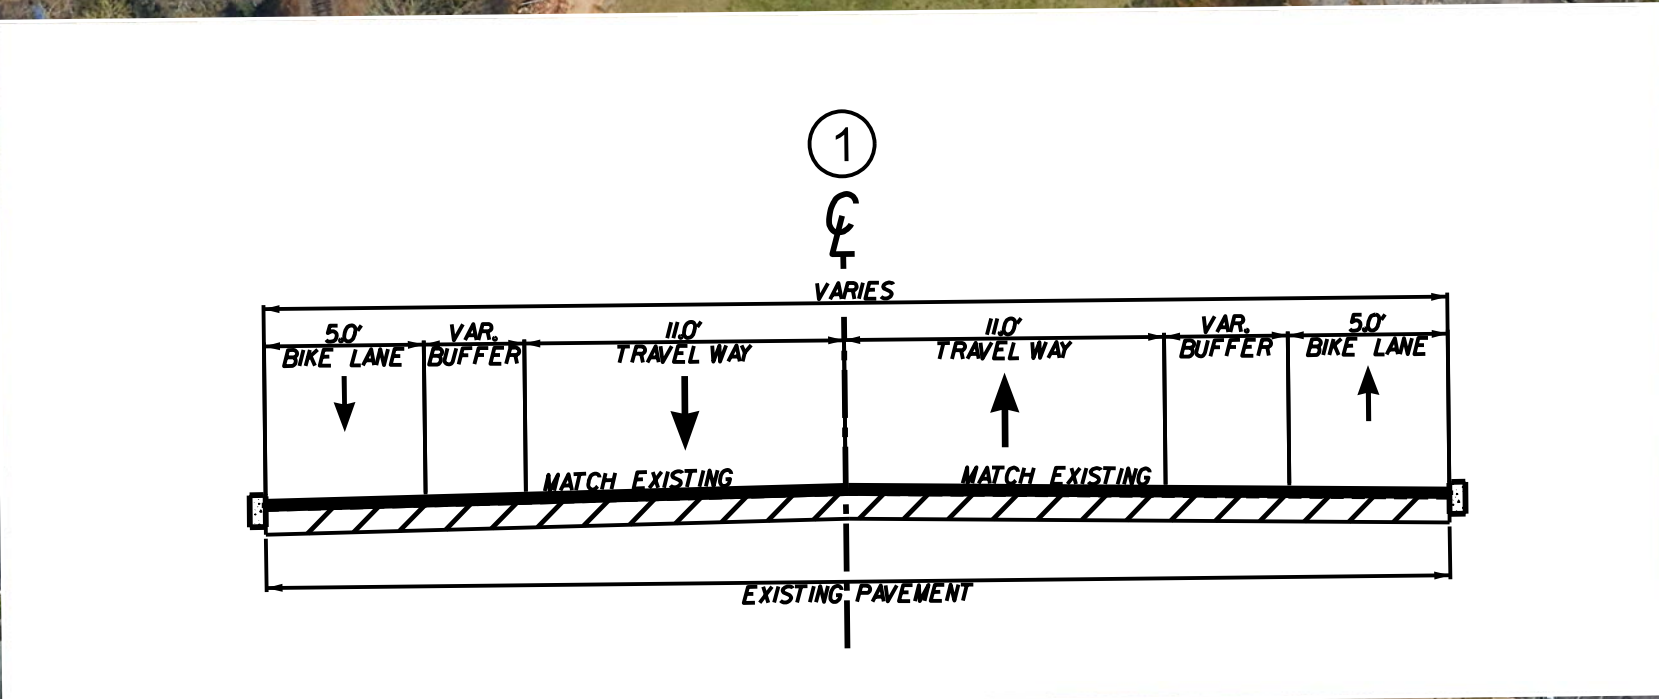 1
℄
VARIES
5.0' VAR. 11.0' 11.0' VAR. 5.0'
BIKE LANE BUFFER TRAVEL WAY TRAVEL WAY BUFFER BIKE LANE
MATCH EXISTING MATCH EXISTING
EXISTING PAVEMENT